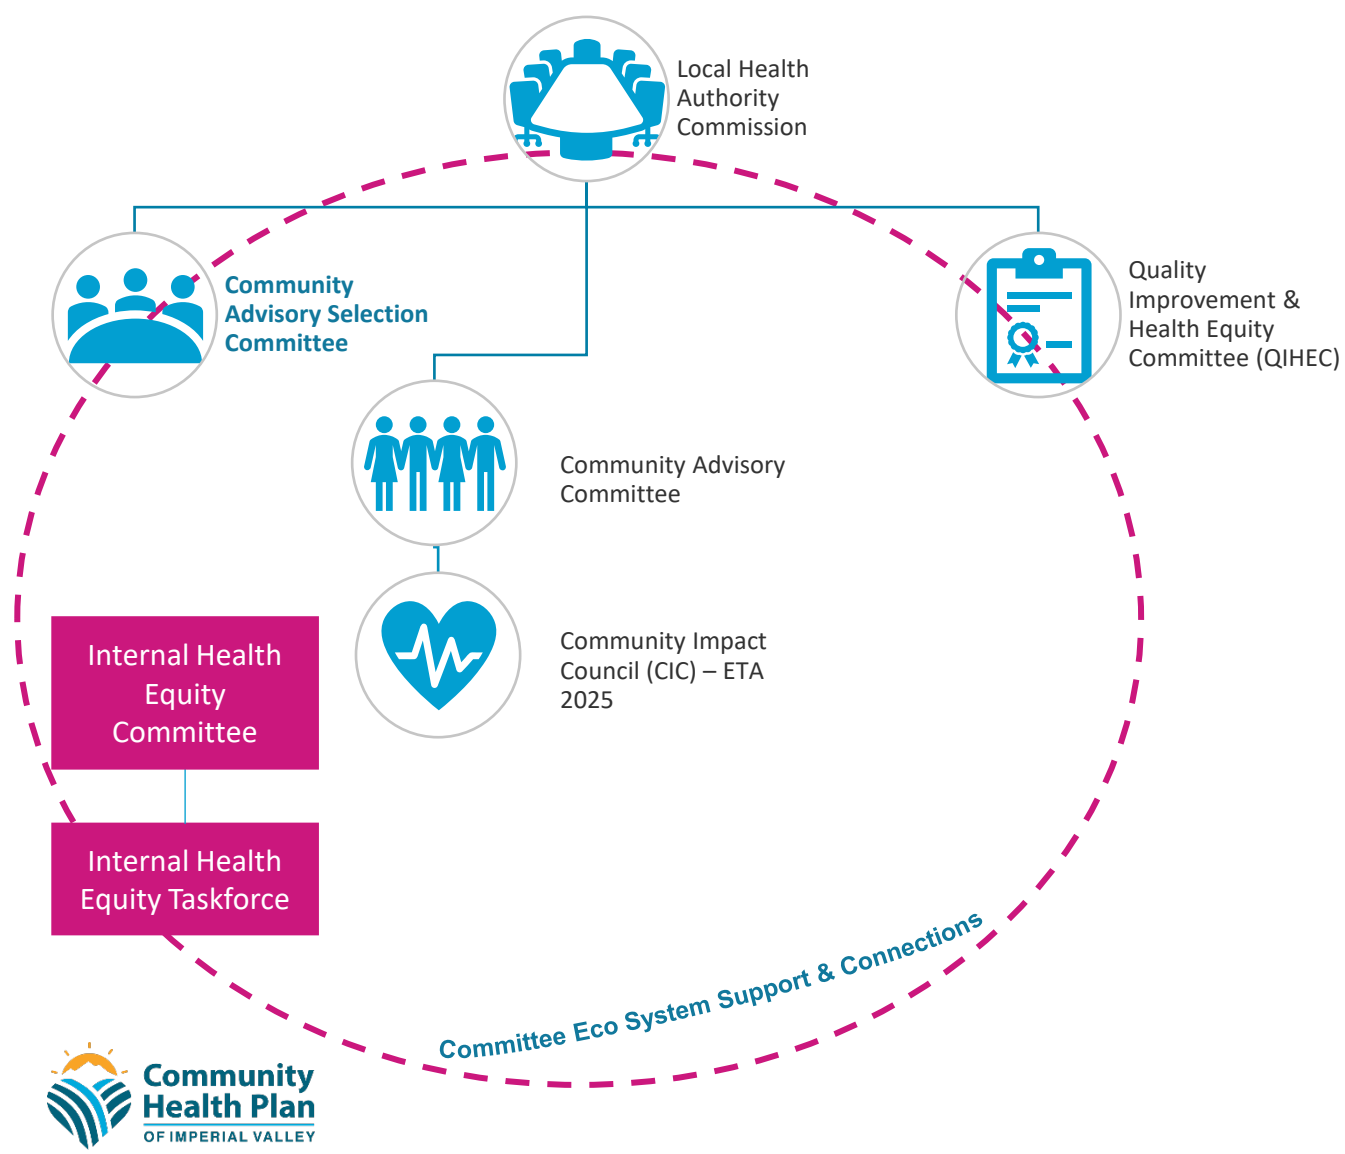 Local Health
Authority
Commission
Community
Advisory Selection
Committee
Quality
Improvement &
Health Equity
Committee (QIHEC)
Community Advisory
Committee
Community Impact
Council (CIC) – ETA
2025
Internal Health
Equity
Committee
Internal Health
Equity Taskforce
Committee Eco System Support & Connections
Community
Health Plan
OF IMPERIAL VALLEY